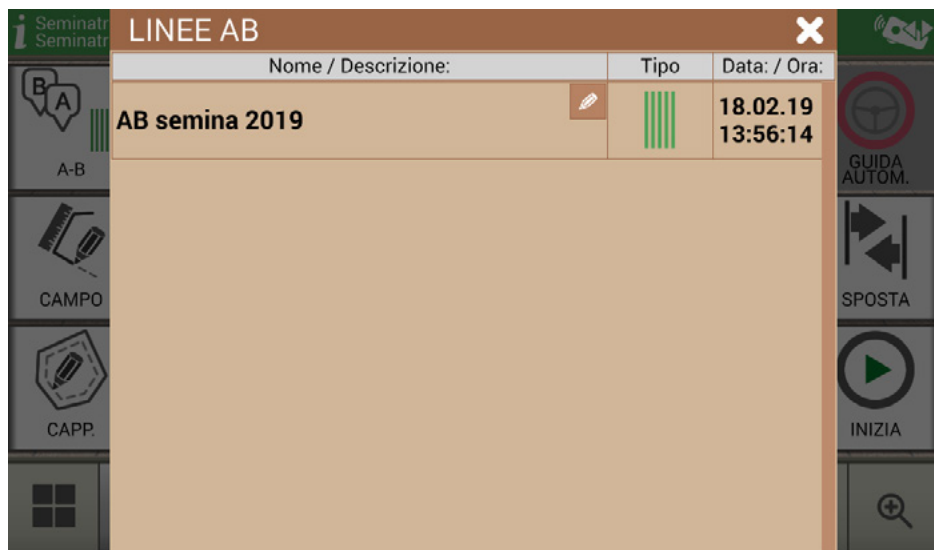 Seminatr
Seminatr
LINEE AB
Nome / Descrizione:
Tipo
Data: / Ora:
AB semina 2019
18.02.19
13:56:14
B
A
A-B
CAMPO
CAPP.
GUIDA
AUTOM.
SPOSTA
INIZIA